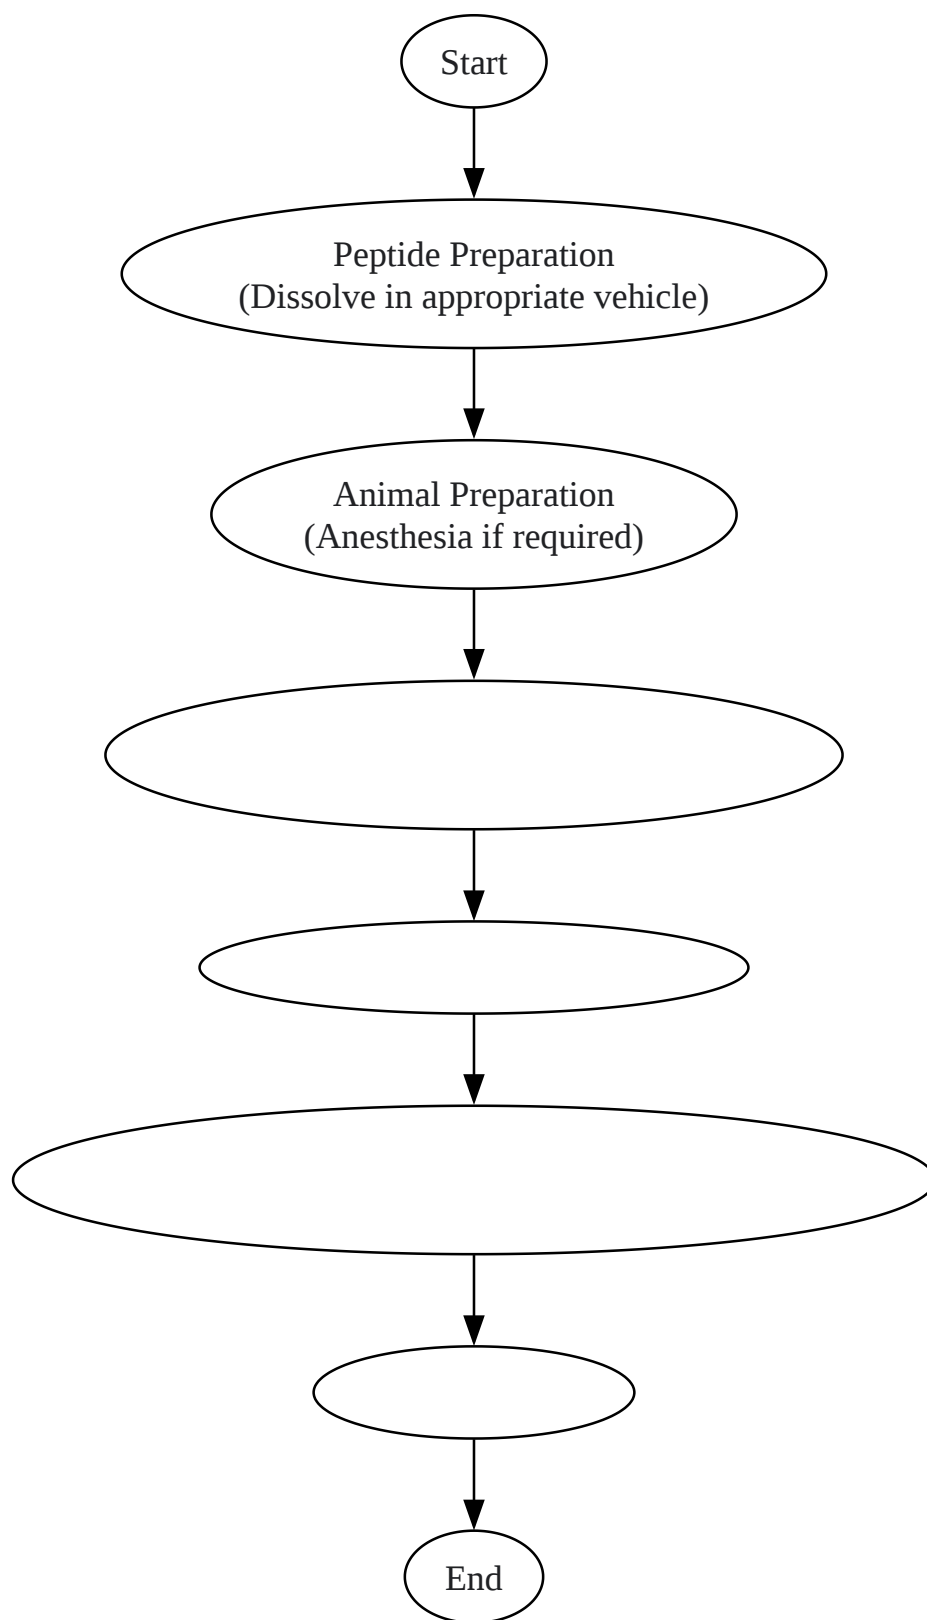 Start
Peptide Preparation
(Dissolve in appropriate vehicle)
Animal Preparation
(Anesthesia if required)
End